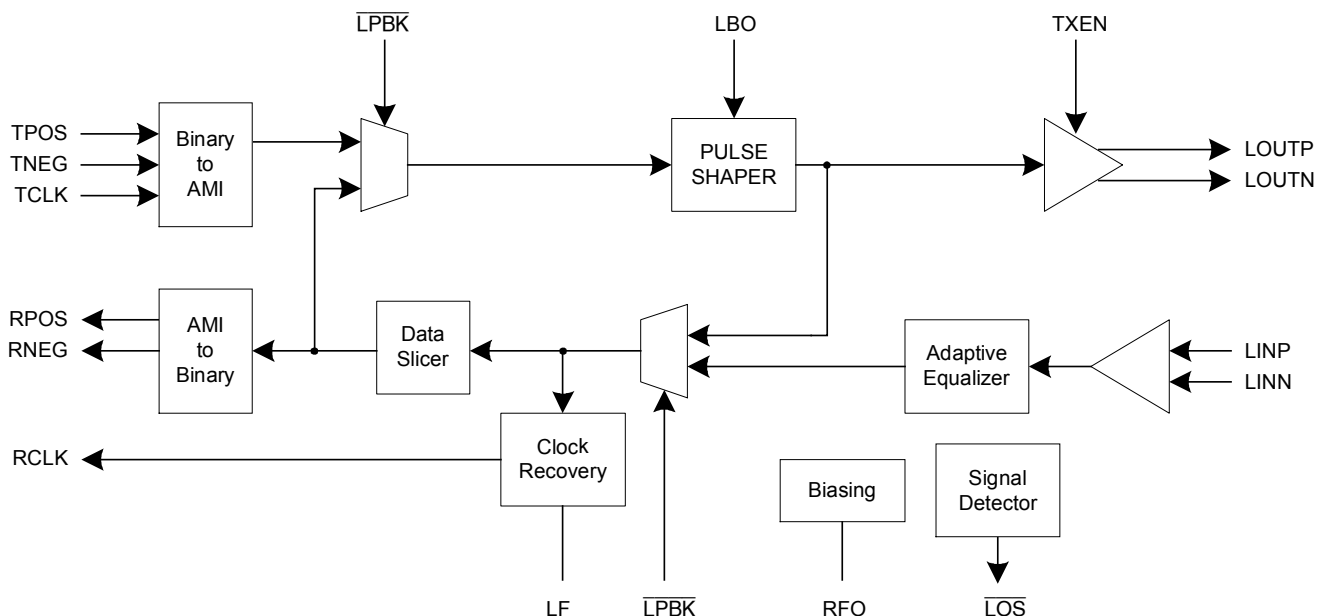 LPBK
LBO
TXEN
TPOS
TNEG
TCLK
Binary
to
AMI
PULSE
SHAPER
LOUTP
LOUTN
RPOS
RNEG
AMI
to
Binary
Data
Slicer
Adaptive
Equalizer
LINP
LINN
RCLK
Clock
Recovery
Biasing
Signal
Detector
LF
LPBK
RFO
LOS